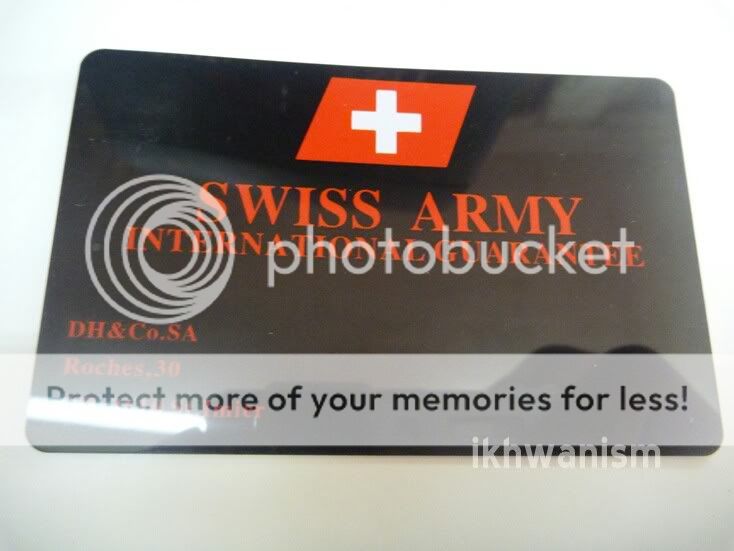 SWISS ARMY
INTERNATIONAL GUARANTEE
photobucket
DH&Co.SA
Roches,30
Protect more of your memories for less!
ikhwanism